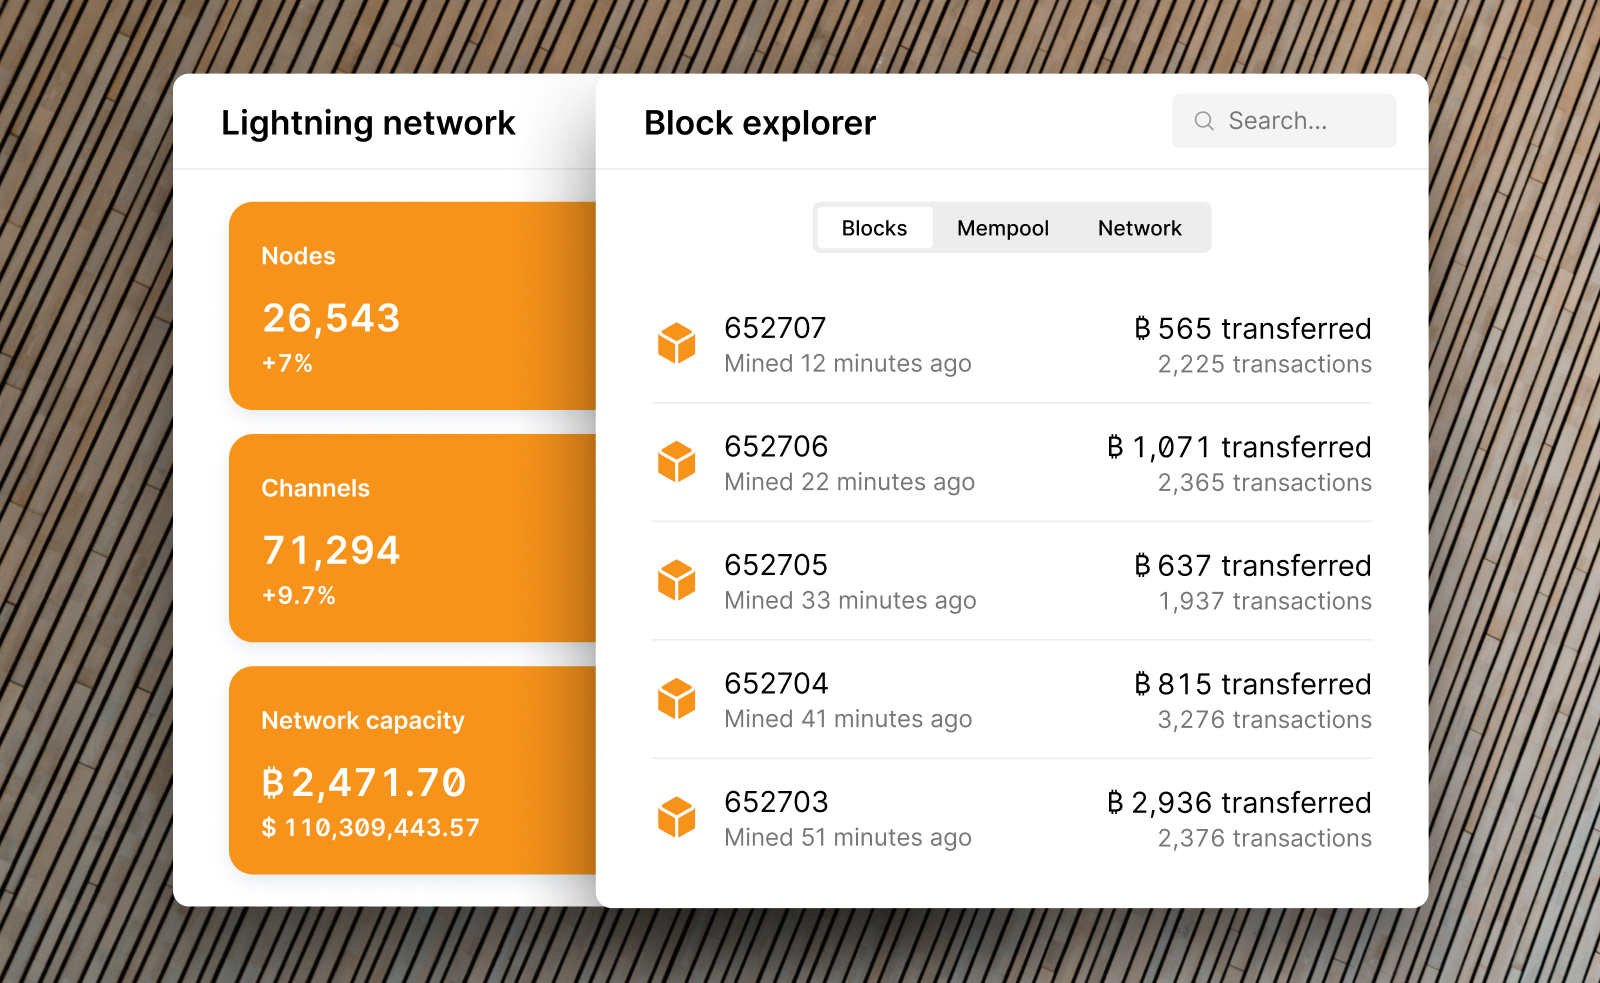 Lightning network
Nodes
26,543
+7%
Channels
71,294
+9.7%
Network capacity
₿ 2,471.70
$ 110,309,443.57
Block explorer
Search...
Blocks Mempool Network
652707 ₿ 565 transferred
Mined 12 minutes ago 2,225 transactions
652706 ₿ 1,071 transferred
Mined 22 minutes ago 2,365 transactions
652705 ₿ 637 transferred
Mined 33 minutes ago 1,937 transactions
652704 ₿ 815 transferred
Mined 41 minutes ago 3,276 transactions
652703 ₿ 2,936 transferred
Mined 51 minutes ago 2,376 transactions